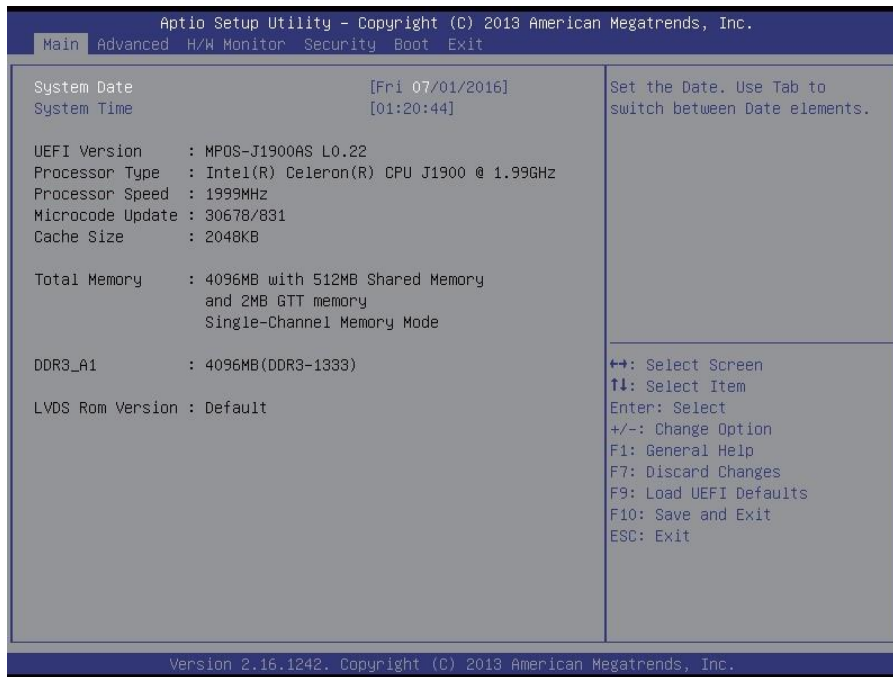 Aptio Setup Utility – Copyright (C) 2013 American Megatrends, Inc.
Main Advanced H/W Monitor Security Boot Exit
System Date [Fri 07/01/2016]
System Time [01:20:44]
UEFI Version : MPOS-J1900AS L0.22
Processor Type : Intel(R) Celeron(R) CPU J1900 @ 1.99GHz
Processor Speed : 1999MHz
Microcode Update : 30678/831
Cache Size : 2048KB
Total Memory : 4096MB with 512MB Shared Memory
and 2MB GTT memory
Single-Channel Memory Mode
DDR3_A1 : 4096MB(DDR3-1333)
LVDS Rom Version : Default
Set the Date. Use Tab to
switch between Date elements.
↔: Select Screen
↑↓: Select Item
Enter: Select
+/-: Change Option
F1: General Help
F7: Discard Changes
F9: Load UEFI Defaults
F10: Save and Exit
ESC: Exit
Version 2.16.1242. Copyright (C) 2013 American Megatrends, Inc.